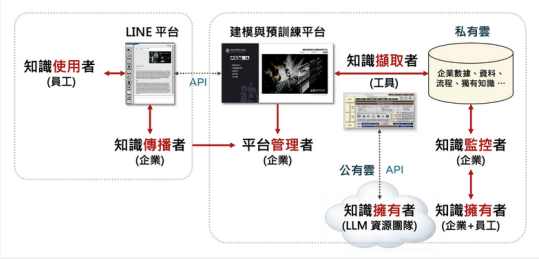 LINE 平台
建模與預訓練平台
私有雲
知識使用者
(員工)
API
知識擷取者
(工具)
企業數據、資料、
流程、獨有知識 ...
知識傳播者
(企業)
平台管理者
(企業)
公有雲
API
知識監控者
(企業)
知識擁有者
(LLM 資源團隊)
知識擁有者
(企業+員工)